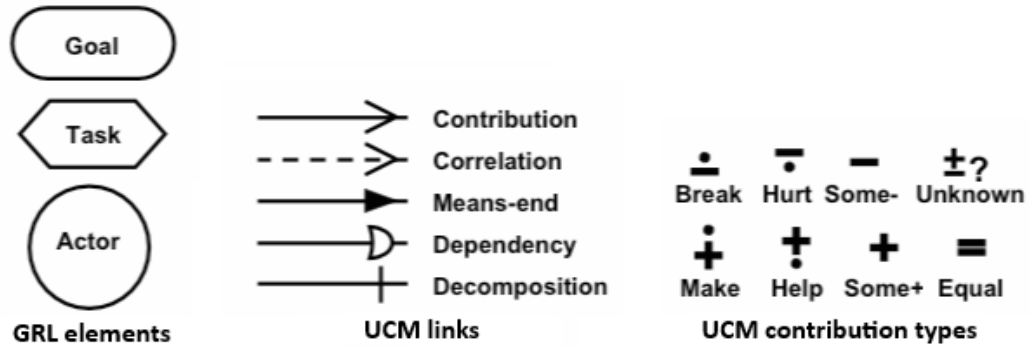 Goal
Task
Actor
GRL elements
Contribution
Correlation
Means-end
Dependency
Decomposition
UCM links
± ?
Break Hurt Some- Unknown
Make Help Some+ Equal
UCM contribution types